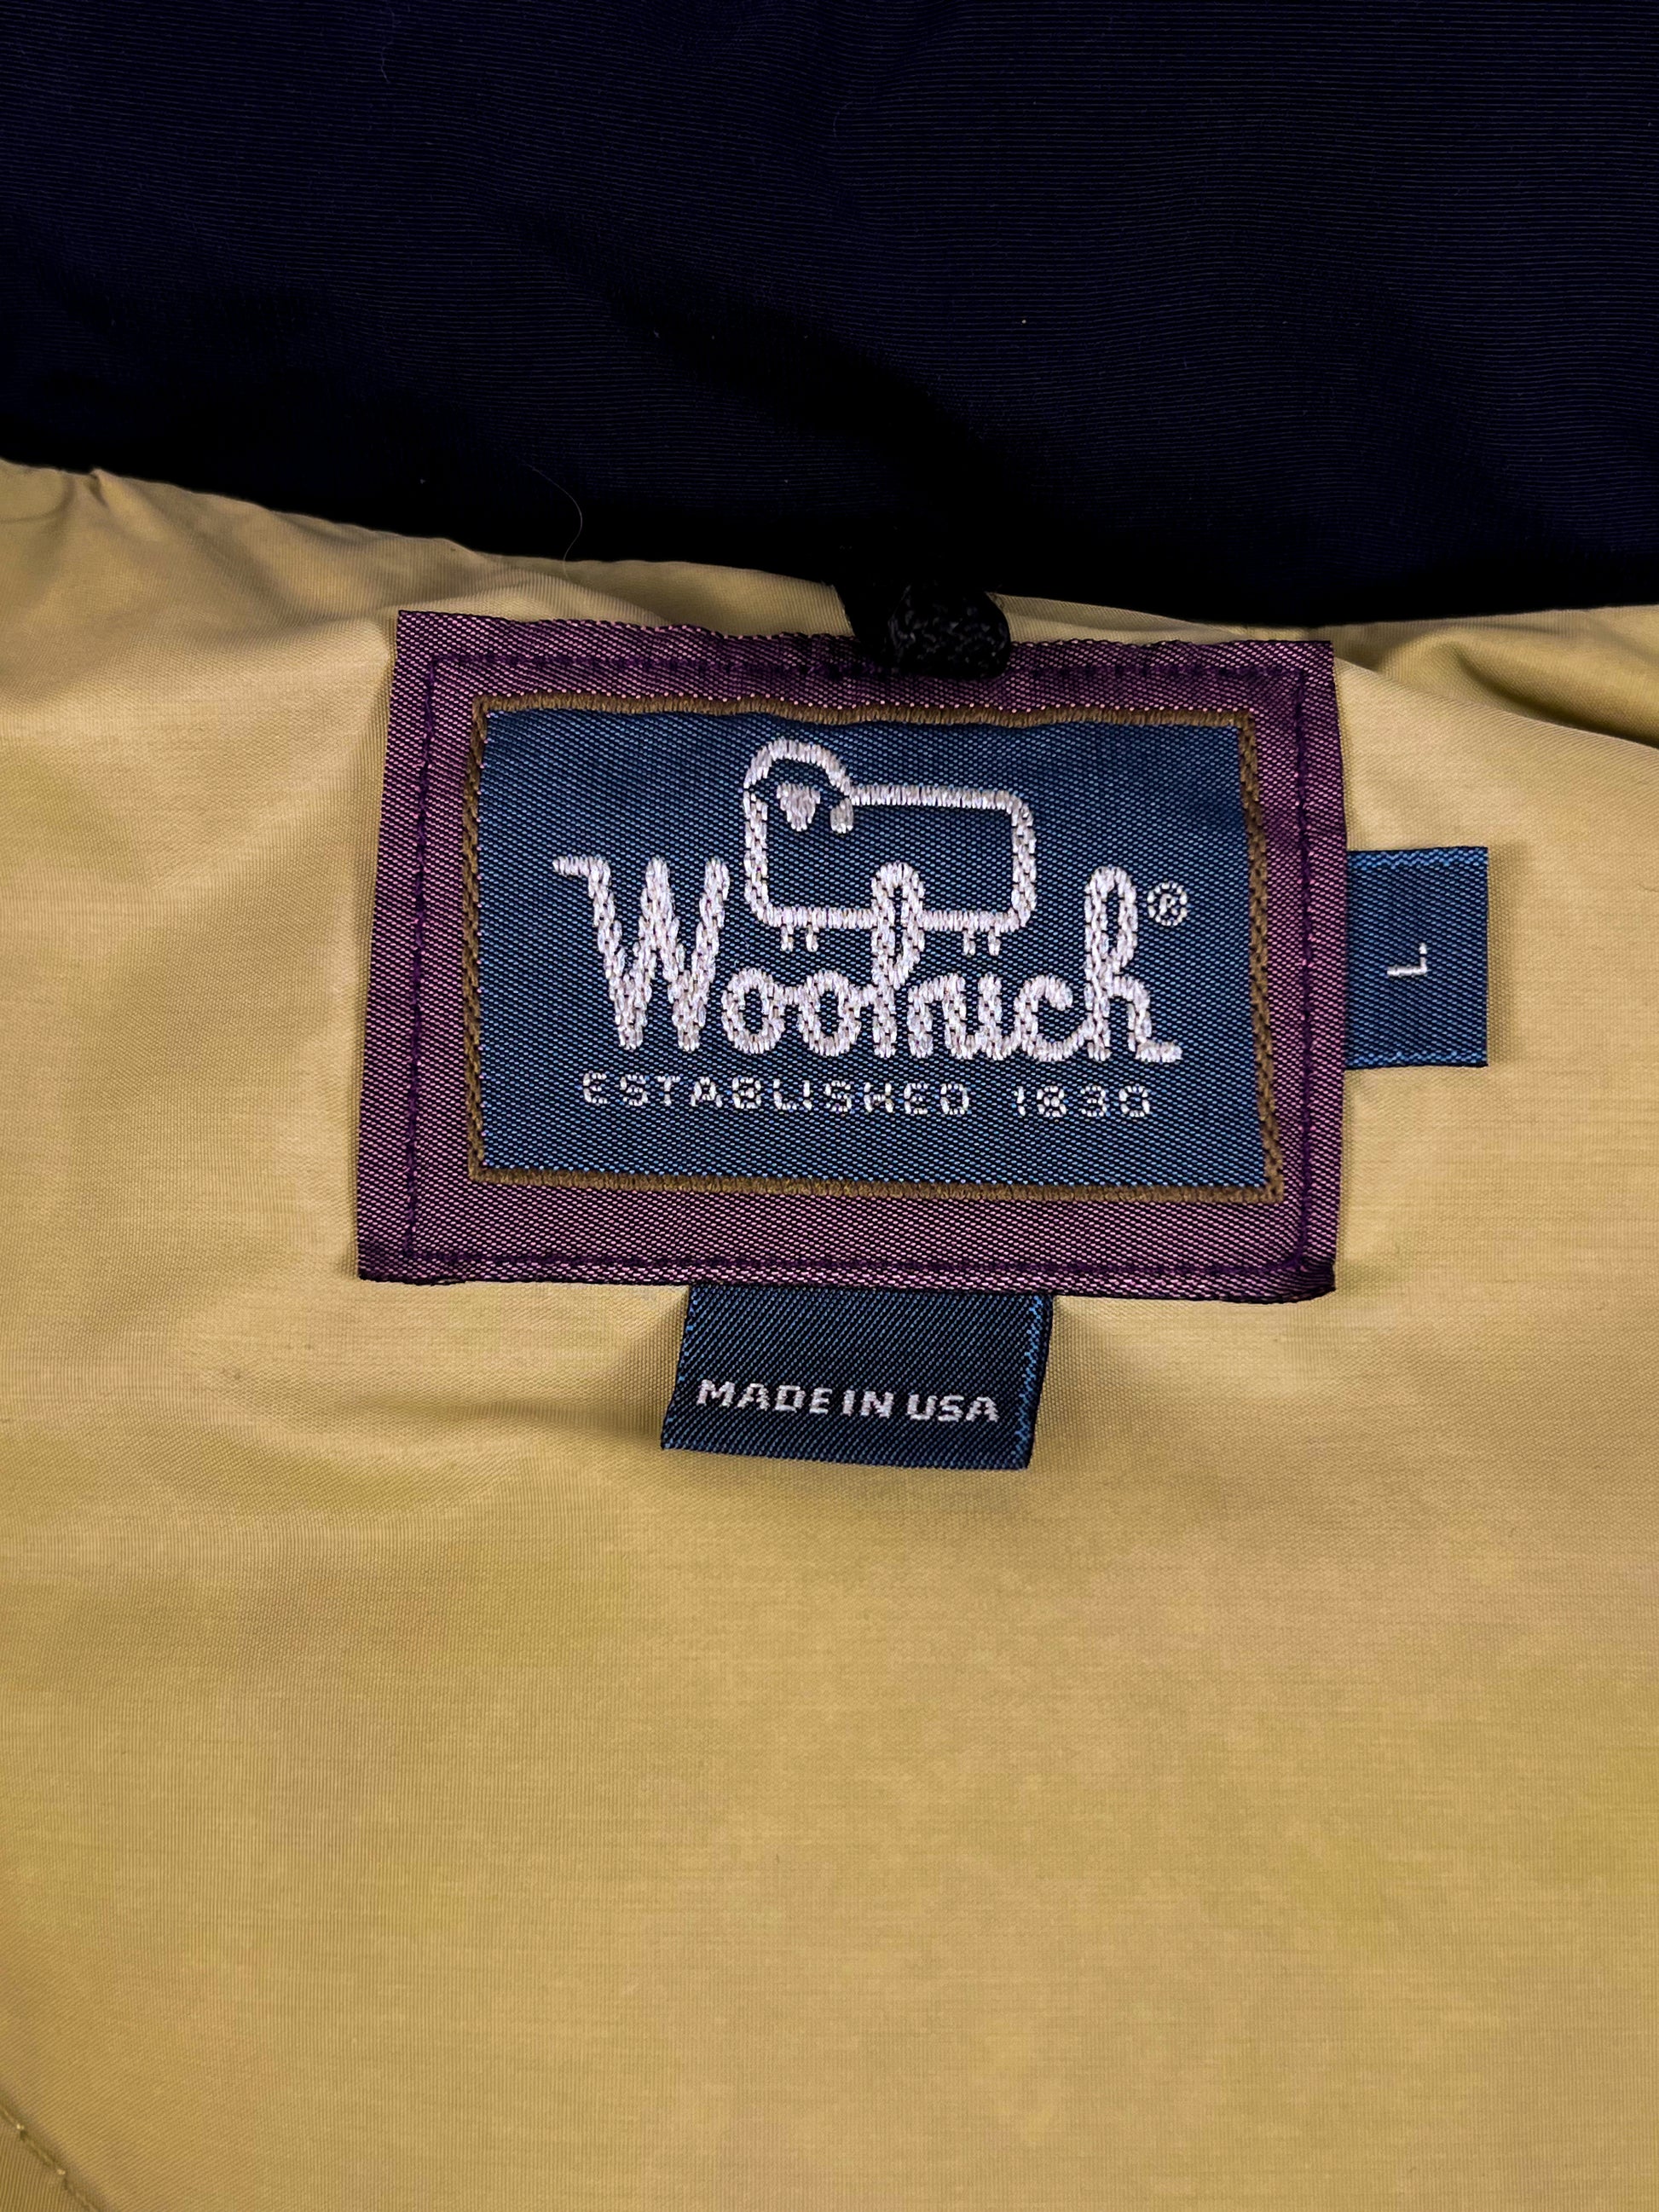 Woolrich®
ESTABLISHED 1830
L
MADE IN USA